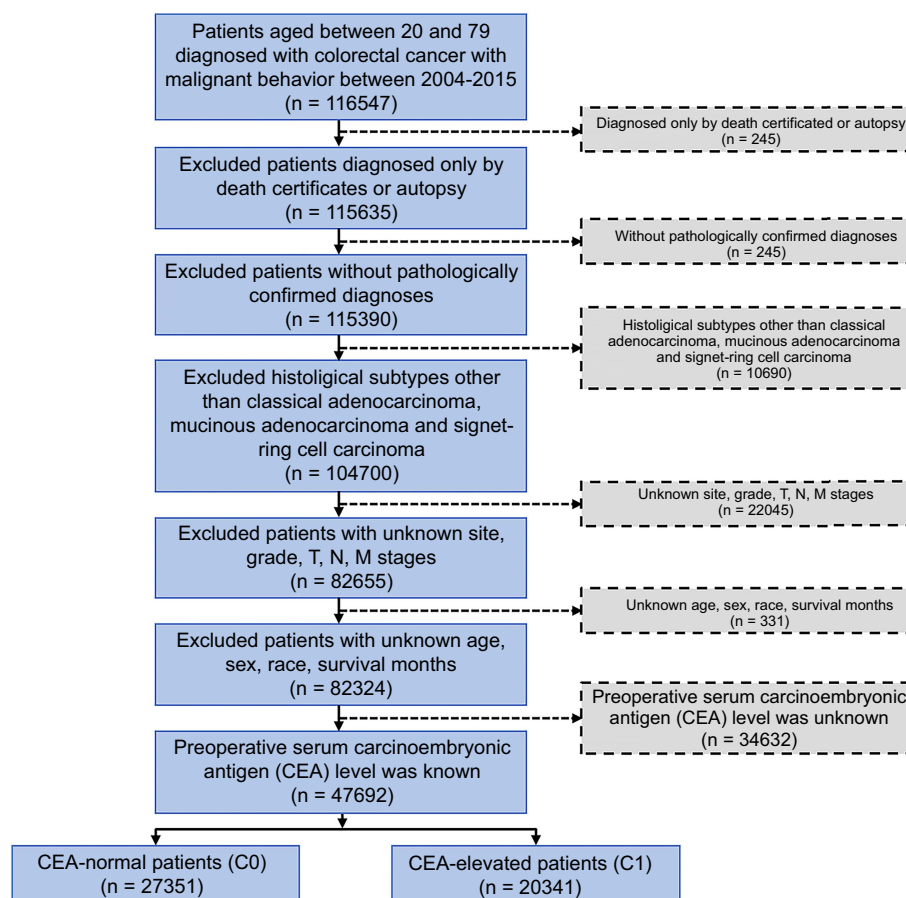 Patients aged between 20 and 79
diagnosed with colorectal cancer with
malignant behavior between 2004-2015
(n = 116547)
Diagnosed only by death certificated or autopsy
(n = 245)
Excluded patients diagnosed only by
death certificates or autopsy
(n = 115635)
Without pathologically confirmed diagnoses
(n = 245)
Excluded patients without pathologically
confirmed diagnoses
(n = 115390)
Histoligical subtypes other than classical
adenocarcinoma, mucinous adenocarcinoma
and signet-ring cell carcinoma
(n = 10690)
Excluded histoligical subtypes other
than classical adenocarcinoma,
mucinous adenocarcinoma and signet-
ring cell carcinoma
(n = 104700)
Unknown site, grade, T, N, M stages
(n = 22045)
Excluded patients with unknown site,
grade, T, N, M stages
(n = 82655)
Unknown age, sex, race, survival months
(n = 331)
Excluded patients with unknown age,
sex, race, survival months
(n = 82324)
Preoperative serum carcinoembryonic
antigen (CEA) level was unknown
(n = 34632)
Preoperative serum carcinoembryonic
antigen (CEA) level was known
(n = 47692)
CEA-normal patients (C0)
(n = 27351)
CEA-elevated patients (C1)
(n = 20341)